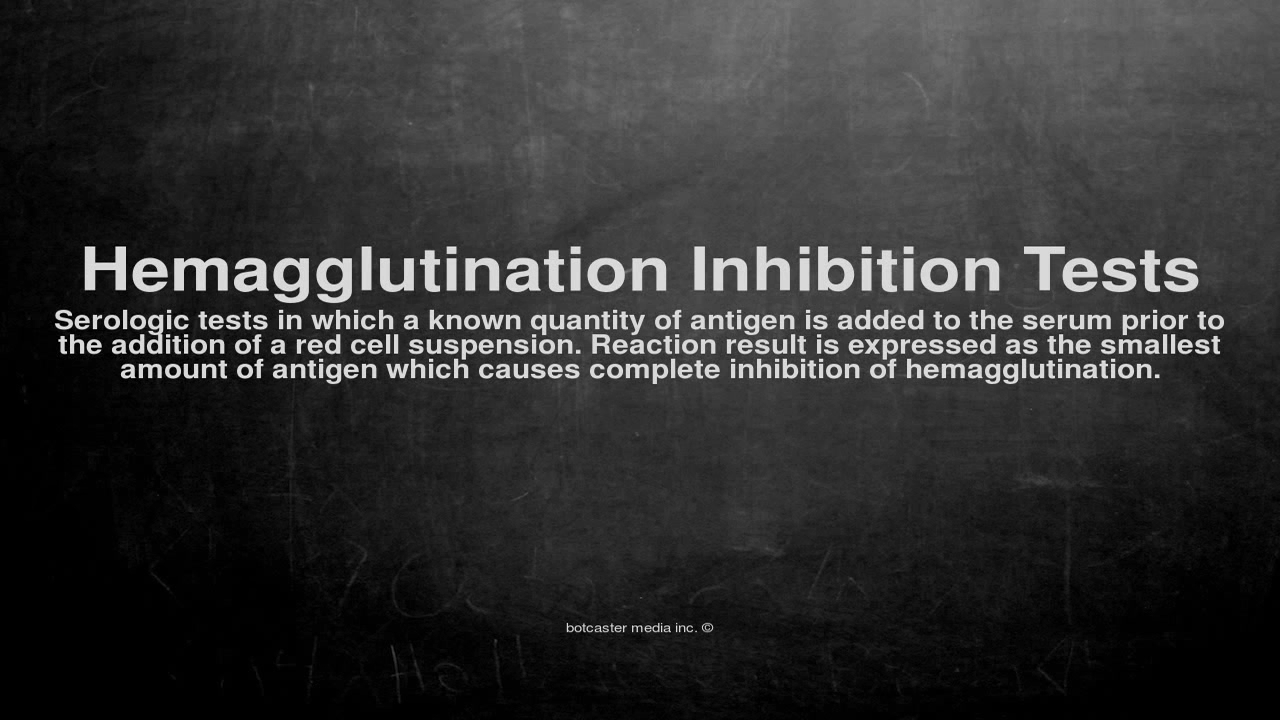 Hemagglutination Inhibition Tests
Serologic tests in which a known quantity of antigen is added to the serum prior to
the addition of a red cell suspension. Reaction result is expressed as the smallest
amount of antigen which causes complete inhibition of hemagglutination.
botcaster media inc. ©